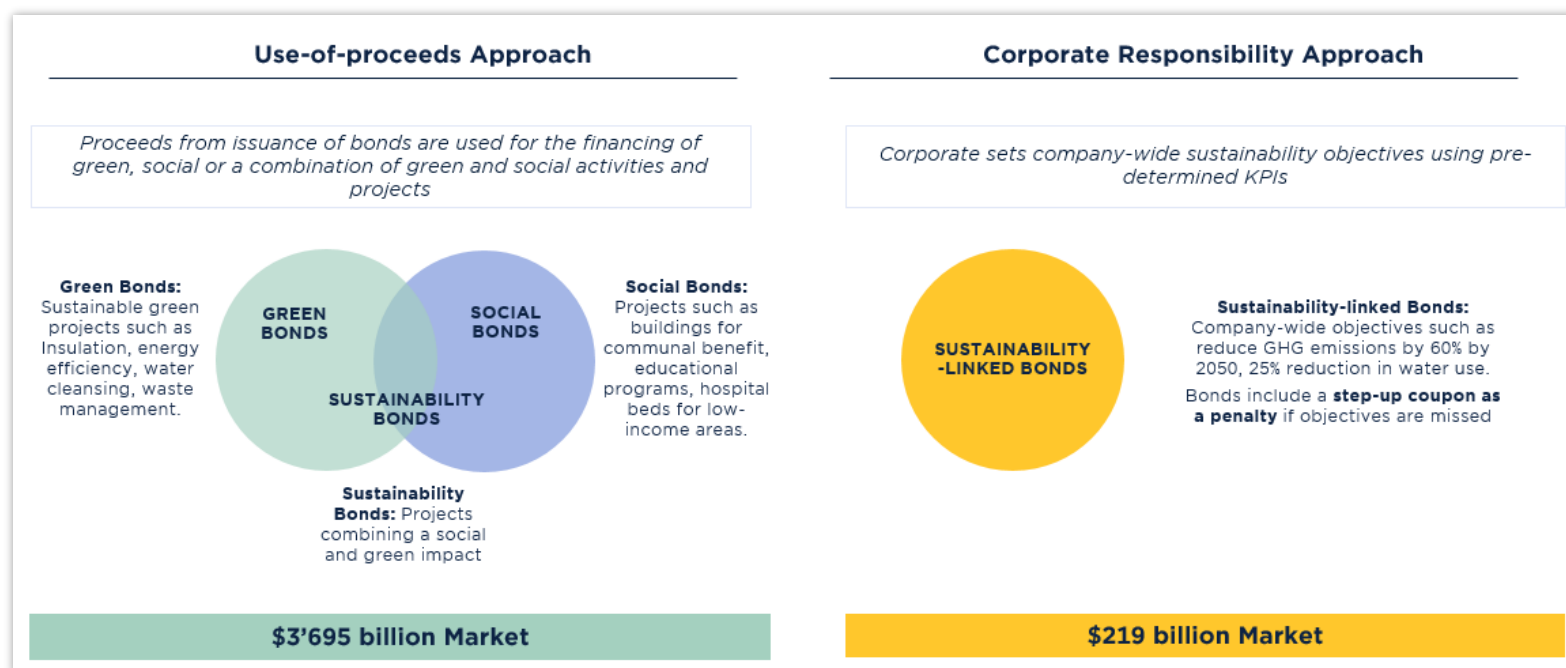 Use-of-proceeds Approach
Proceeds from issuance of bonds are used for the financing of
green, social or a combination of green and social activities and
projects
Green Bonds:
Sustainable green
projects such as
Insulation, energy
efficiency, water
cleansing, waste
management.
GREEN
BONDS
SOCIAL
BONDS
SUSTAINABILITY
BONDS
Social Bonds:
Projects such as
buildings for
communal benefit,
educational
programs, hospital
beds for low-
income areas.
Sustainability
Bonds: Projects
combining a social
and green impact
$3'695 billion Market
Corporate Responsibility Approach
Corporate sets company-wide sustainability objectives using pre-
determined KPIs
SUSTAINABILITY
-LINKED BONDS
Sustainability-linked Bonds:
Company-wide objectives such as
reduce GHG emissions by 60% by
2050, 25% reduction in water use.
Bonds include a step-up coupon as
a penalty if objectives are missed
$219 billion Market